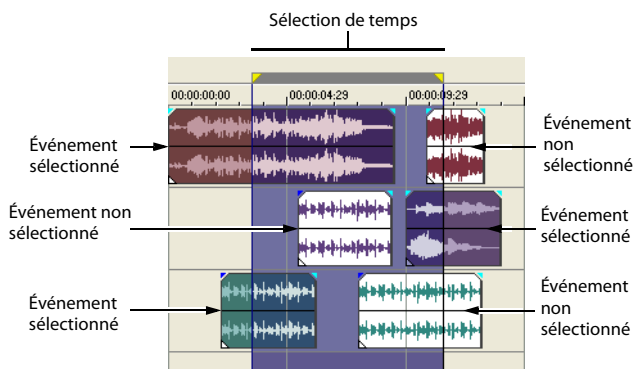 Sélection de temps
00:00:00:00 00:00:04:29 00:00:09:29
Événement
sélectionné
Événement
non
sélectionné
Événement non
sélectionné
Événement
sélectionné
Événement
sélectionné
Événement
non
sélectionné